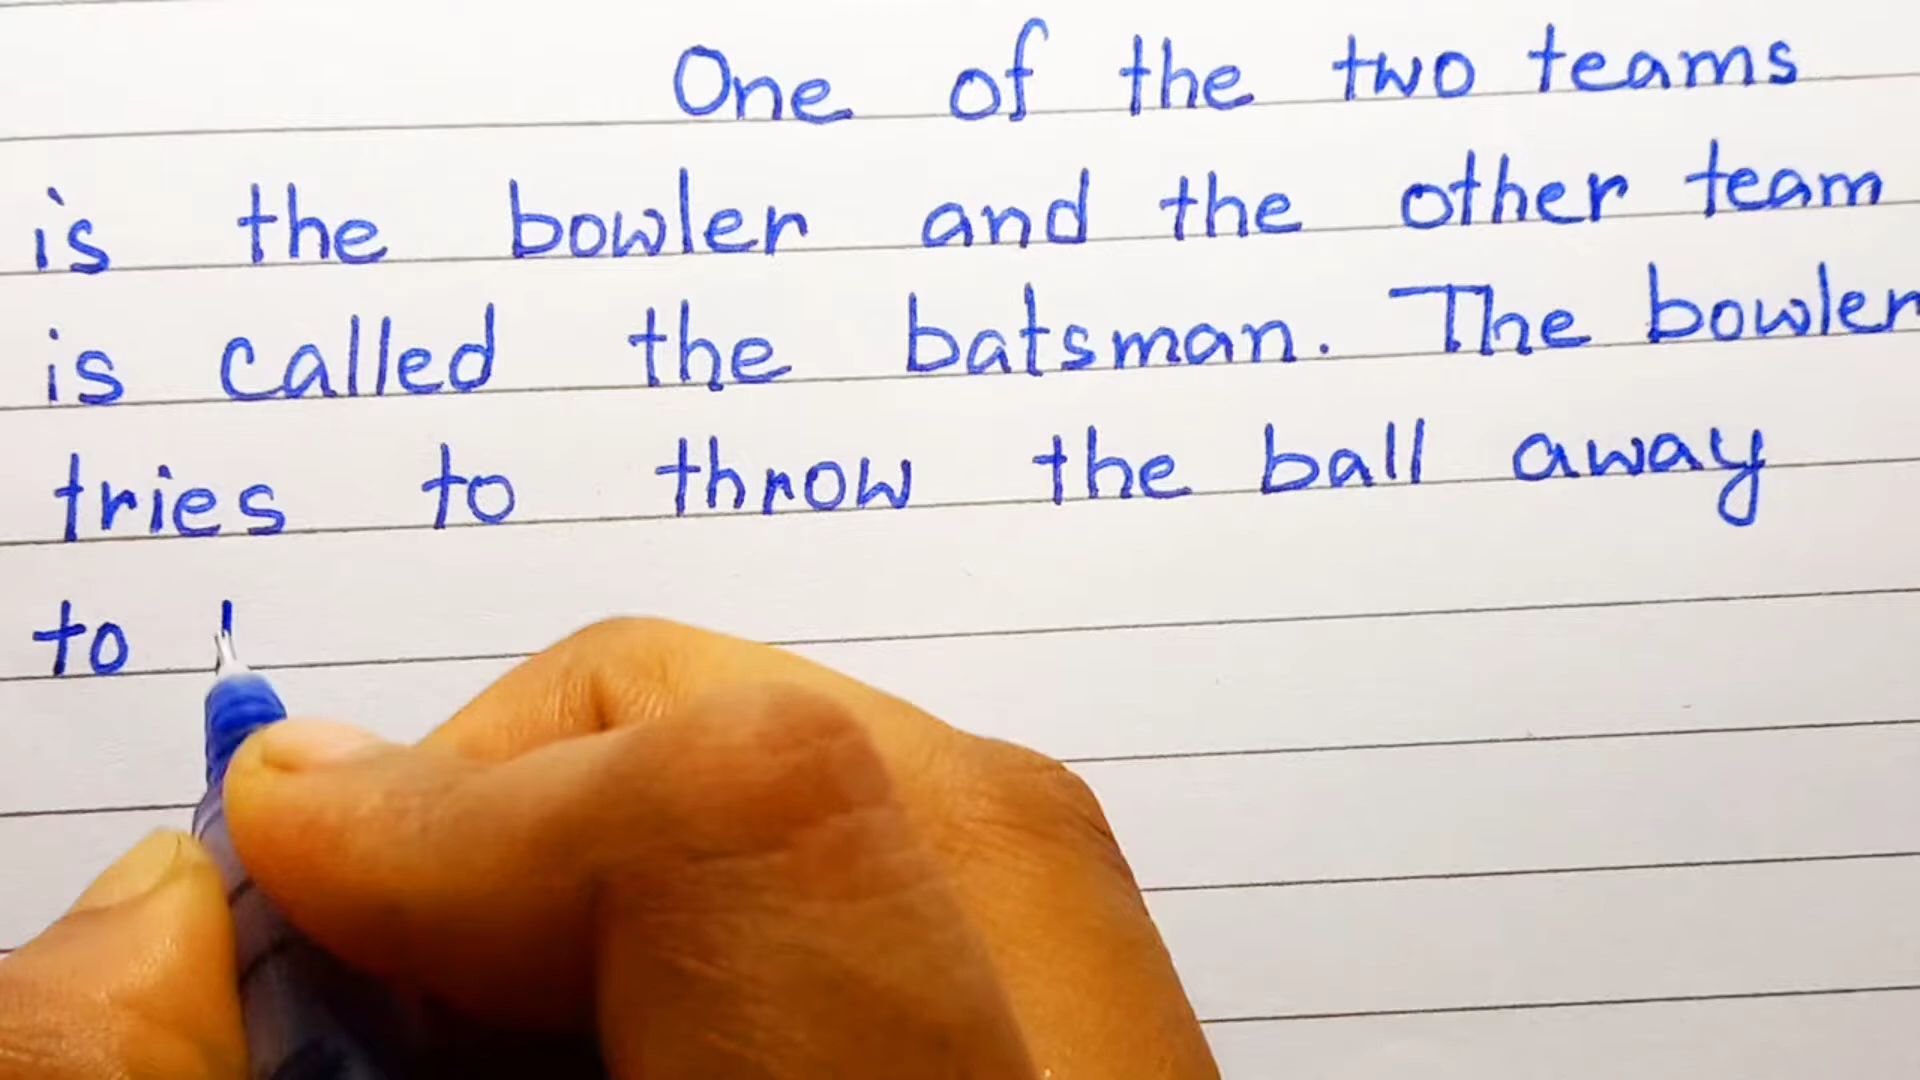 One of the two teams
is the bowler and the other team
is called the batsman. The bowler
tries to throw the ball away
to